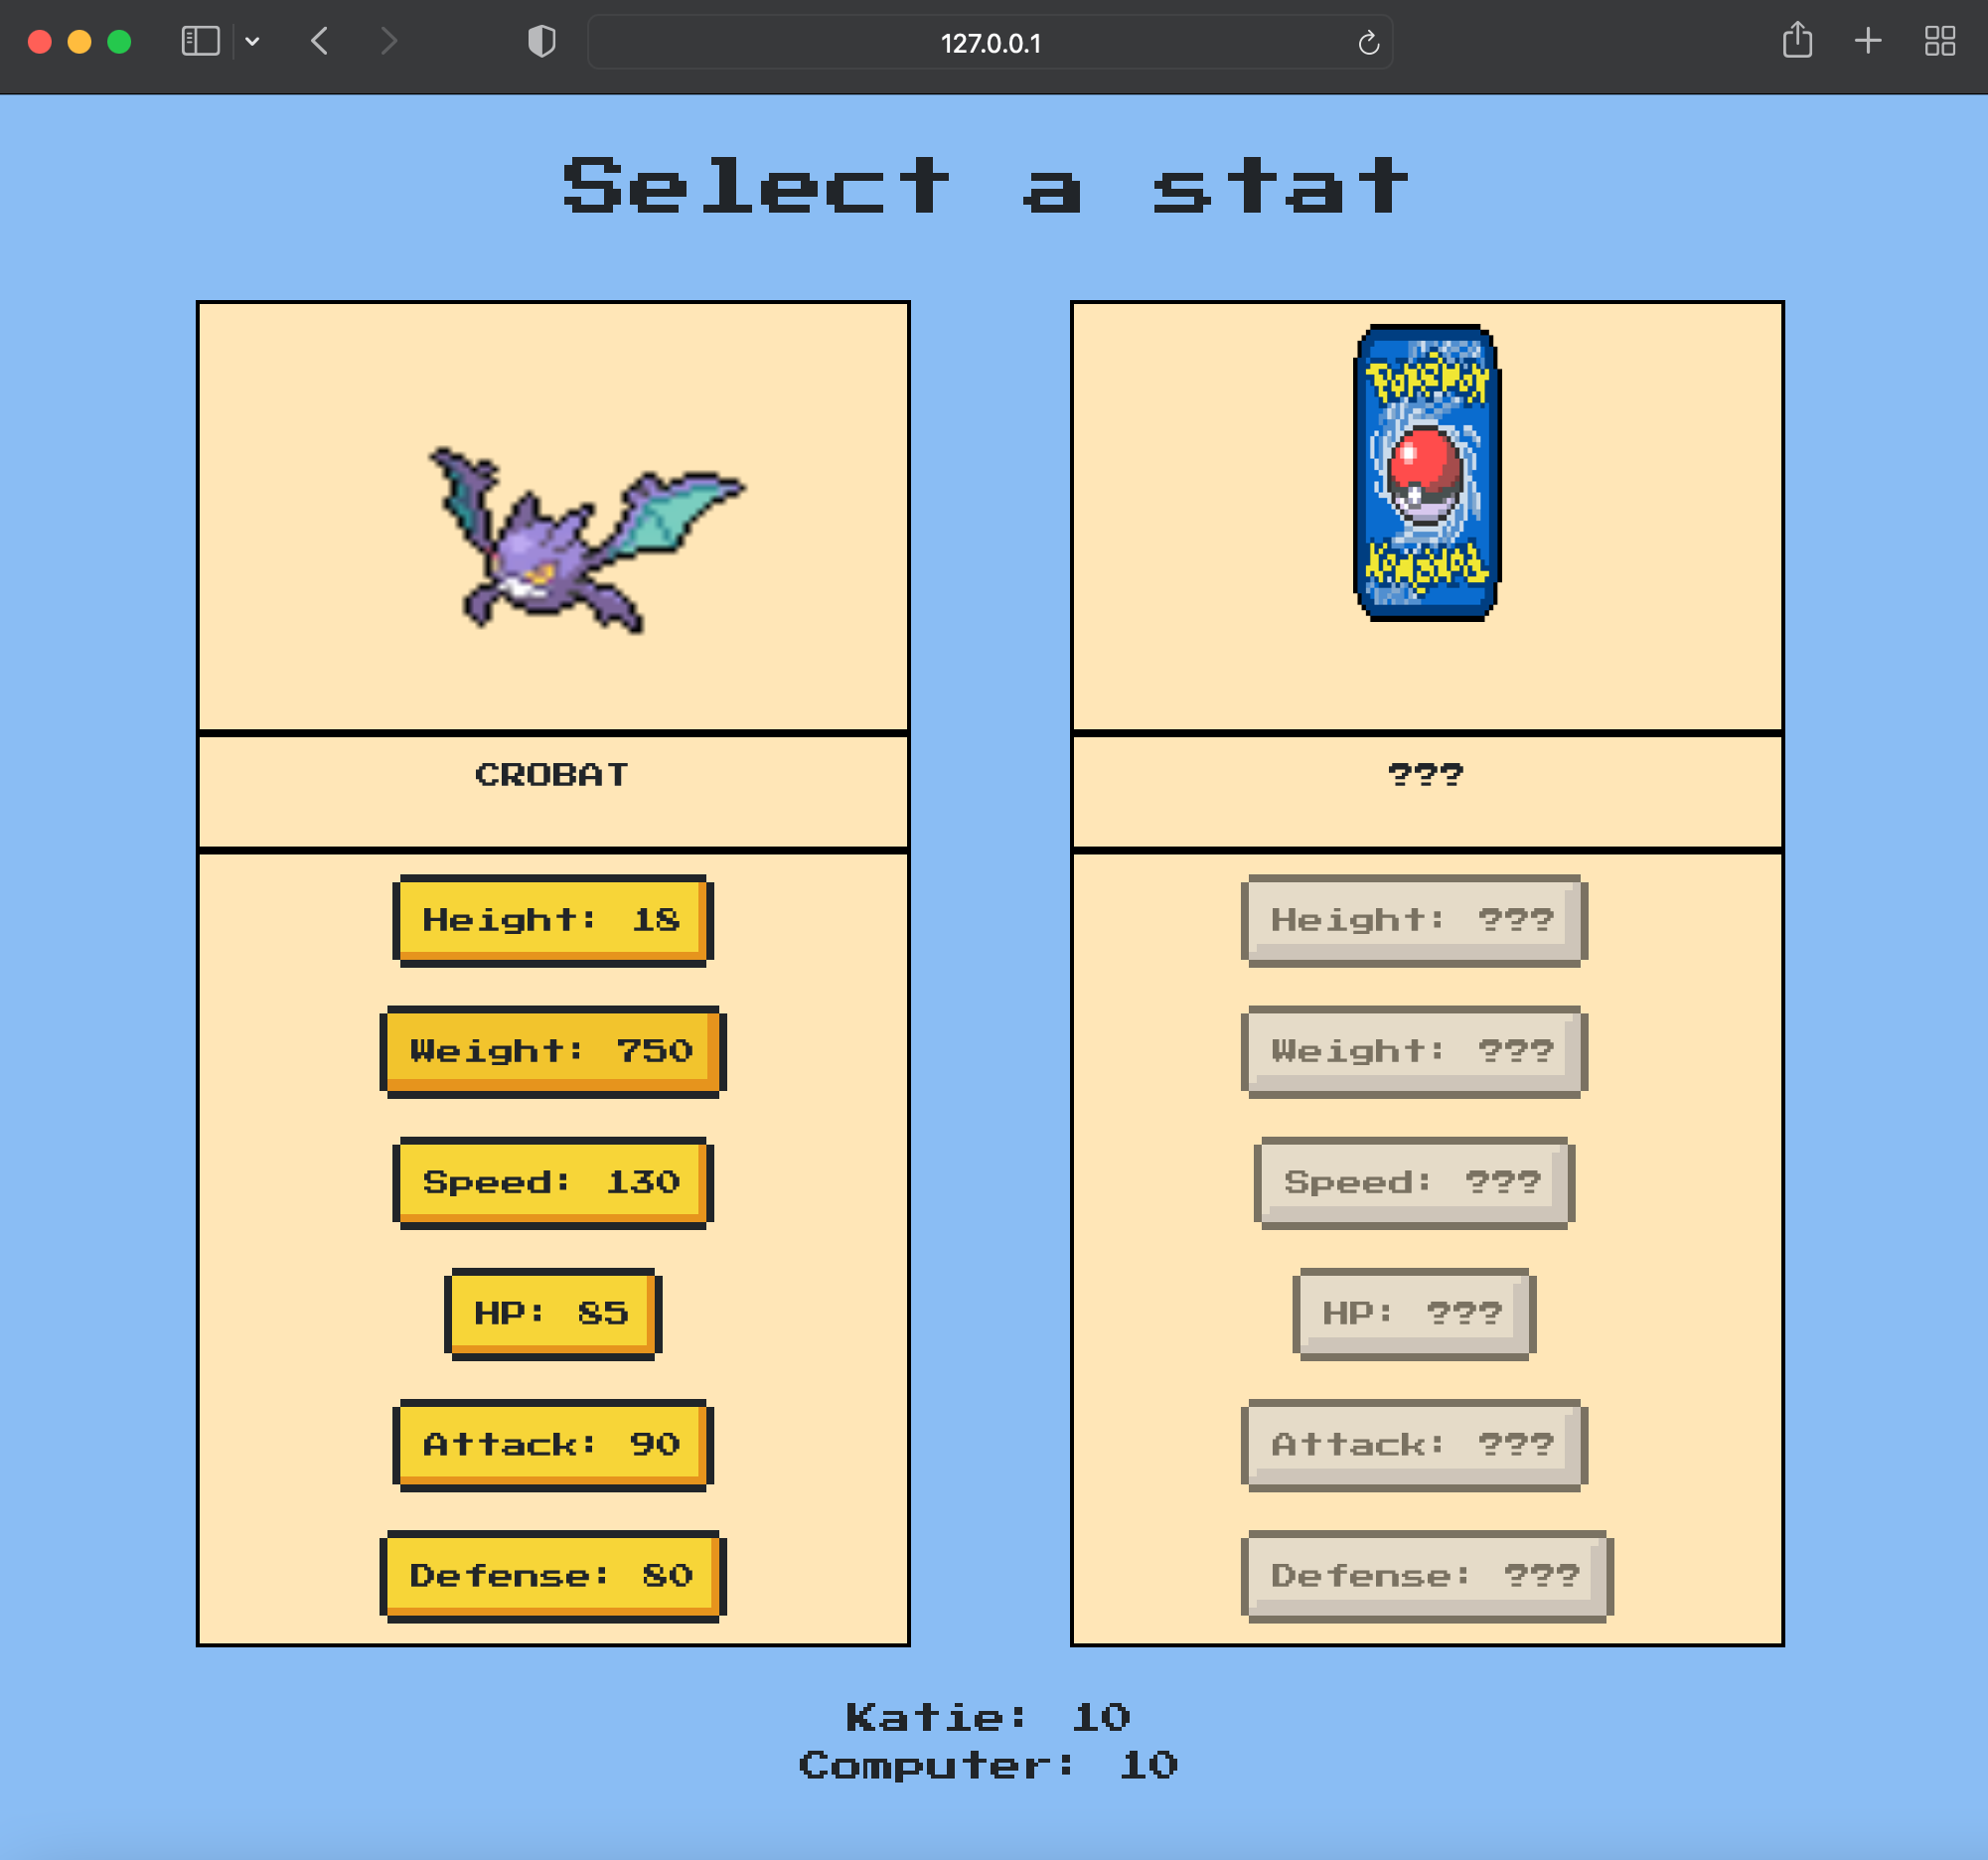 127.0.0.1
Select a stat
CROBAT
Height: 18
Weight: 750
Speed: 130
HP: 85
Attack: 90
Defense: 80
???
Height: ???
Weight: ???
Speed: ???
HP: ???
Attack: ???
Defense: ???
Katie: 10
Computer: 10